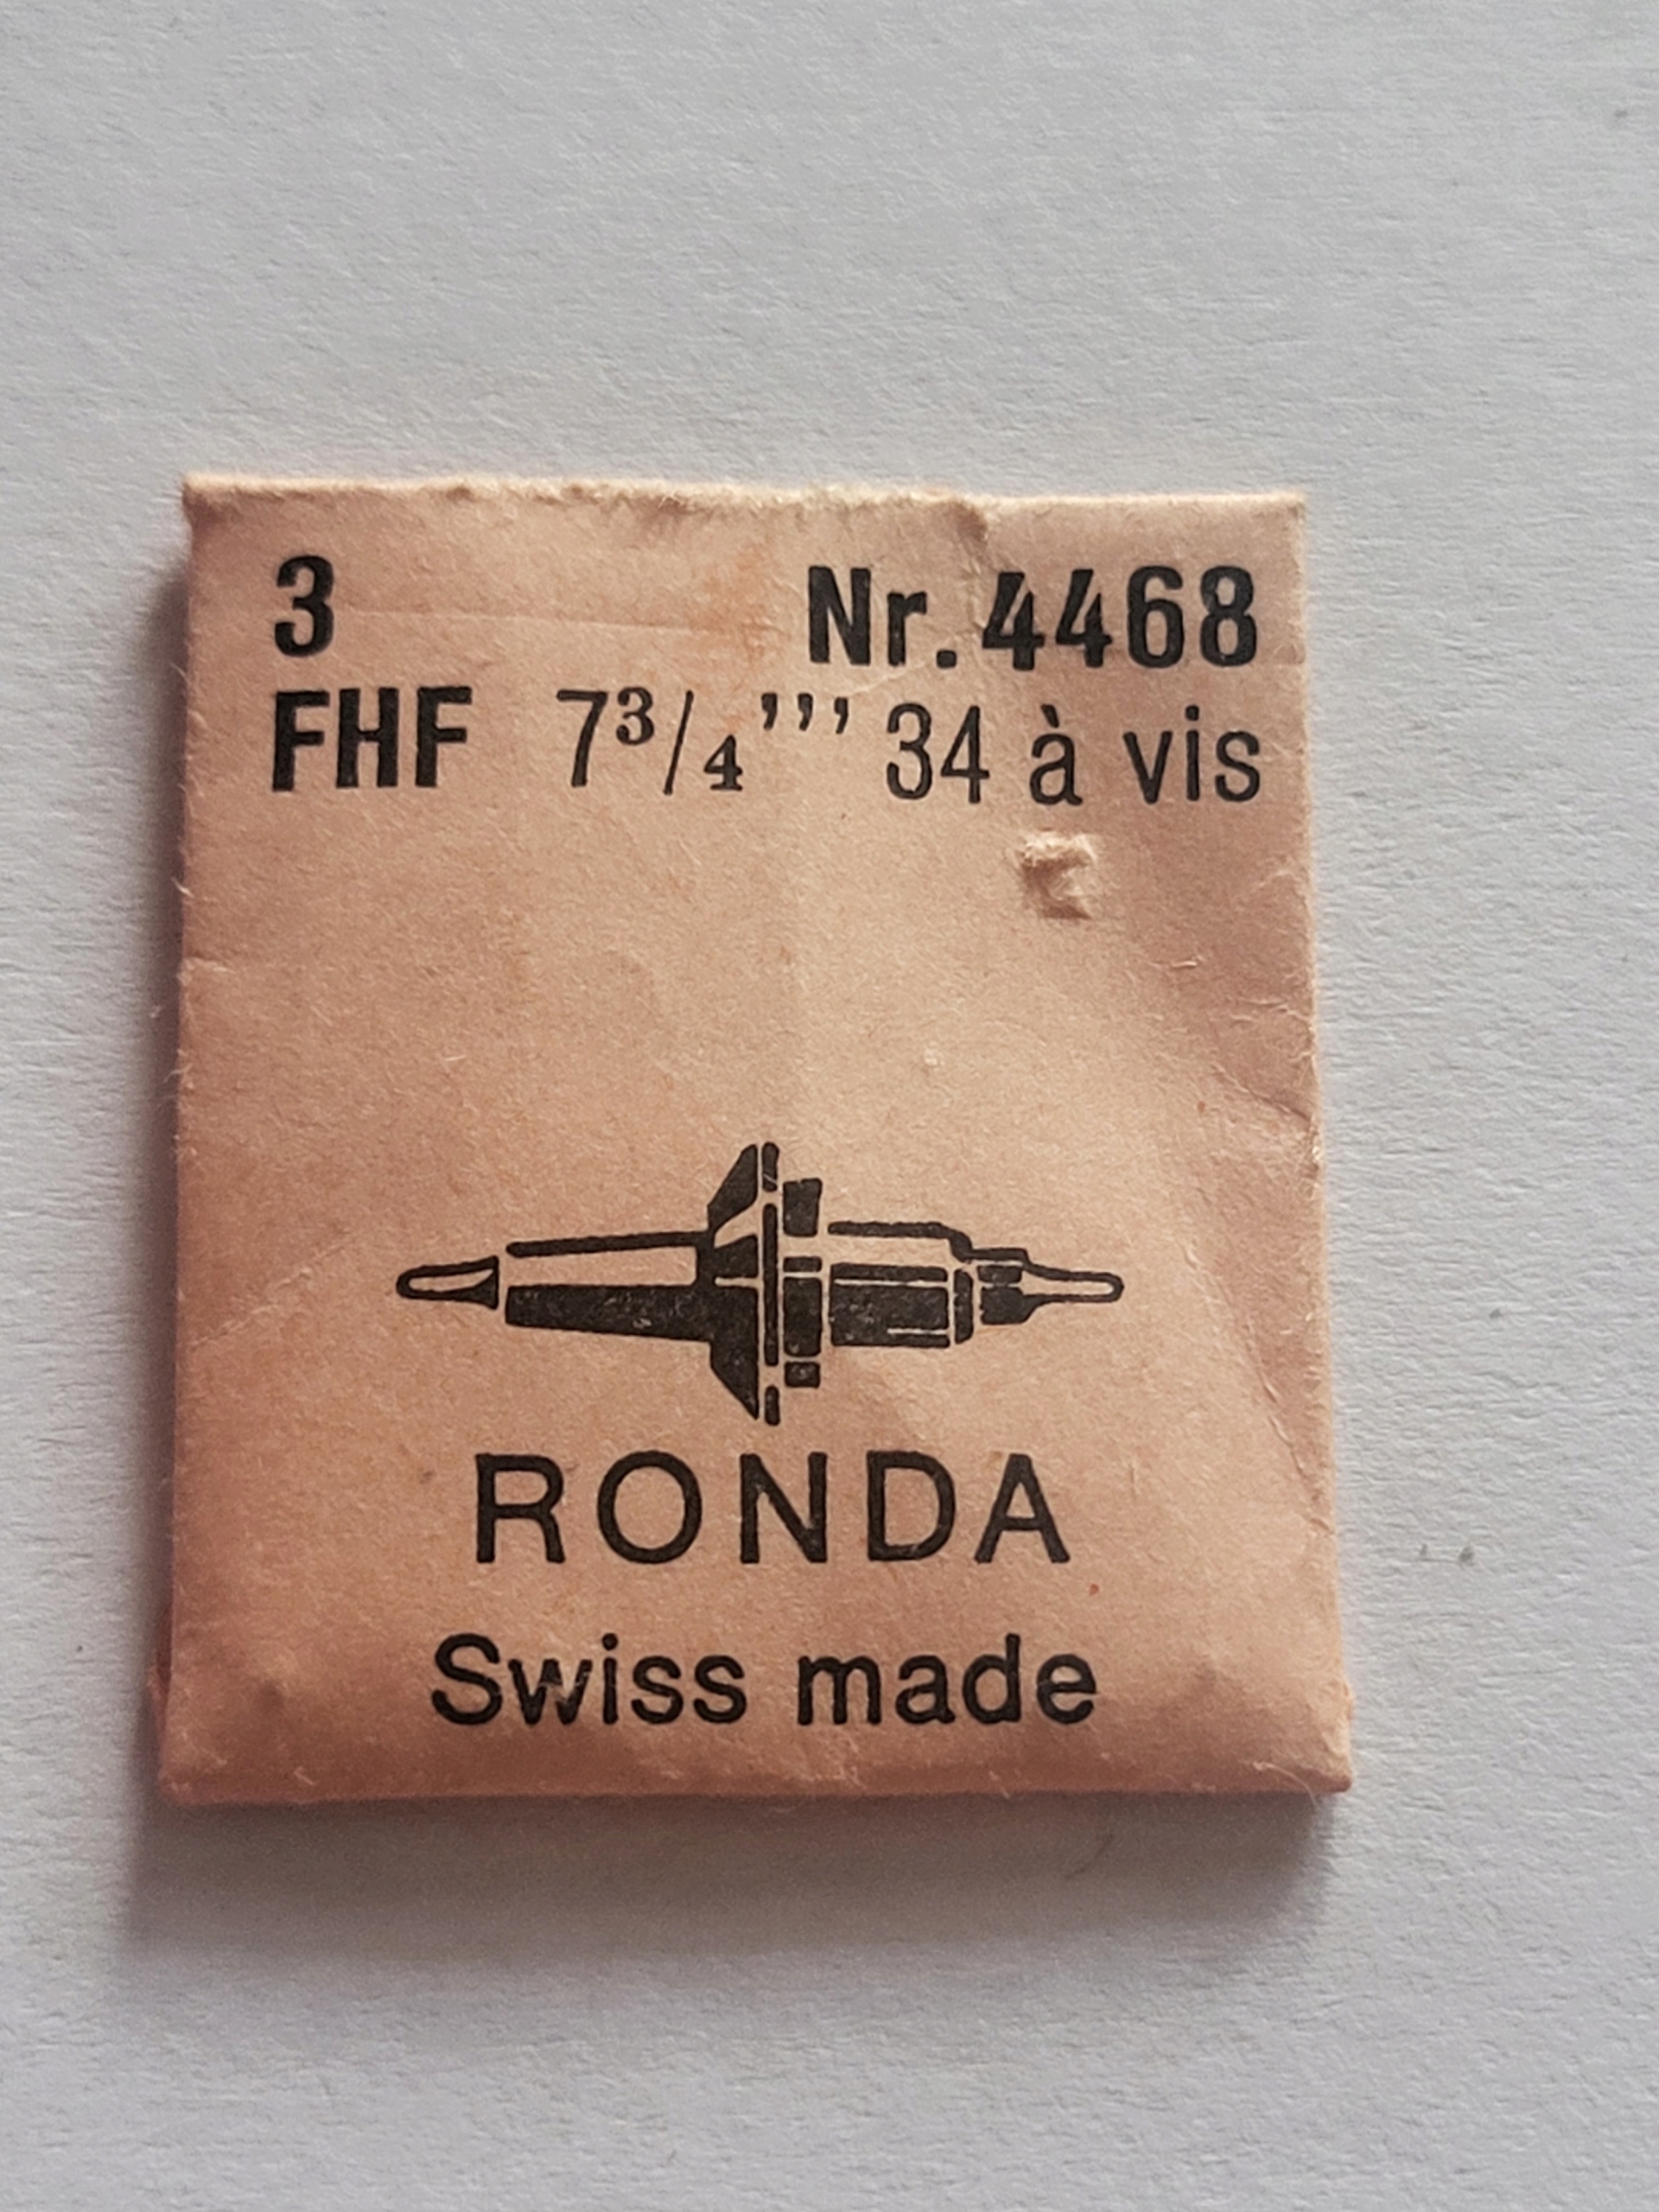 3 Nr. 4468
FHF 7³/₄’’’ 34 à vis
RONDA
Swiss made